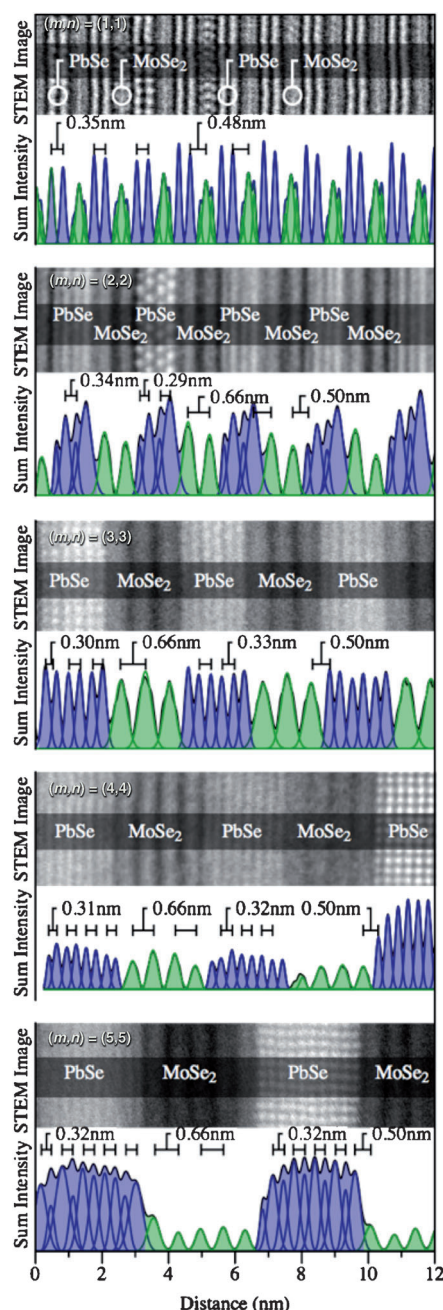 STEM Image
(m,n) = (1,1)
PbSe MoSe₂ PbSe MoSe₂
Sum Intensity
0.35nm 0.48nm
STEM Image
(m,n) = (2,2)
PbSe PbSe PbSe PbSe
MoSe₂ MoSe₂ MoSe₂ MoSe₂
Sum Intensity
0.34nm 0.29nm
0.66nm 0.50nm
STEM Image
(m,n) = (3,3)
PbSe MoSe₂ PbSe MoSe₂ PbSe
Sum Intensity
0.30nm 0.66nm 0.33nm 0.50nm
STEM Image
(m,n) = (4,4)
PbSe MoSe₂ PbSe MoSe₂ PbSe
Sum Intensity
0.31nm 0.66nm 0.32nm 0.50nm
STEM Image
(m,n) = (5,5)
PbSe MoSe₂ PbSe MoSe₂
Sum Intensity
0.32nm 0.66nm 0.32nm 0.50nm
0 2 4 6 8 10 12
Distance (nm)